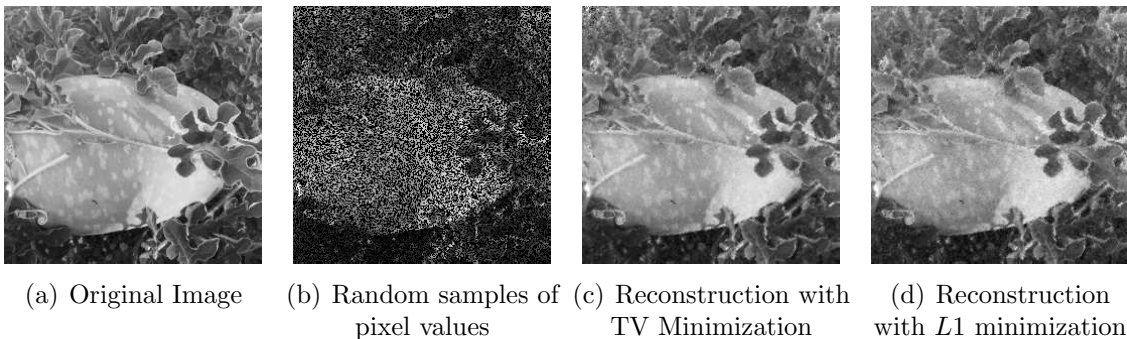 (a) Original Image
(b) Random samples of
pixel values
(c) Reconstruction with
TV Minimization
(d) Reconstruction
with L1 minimization